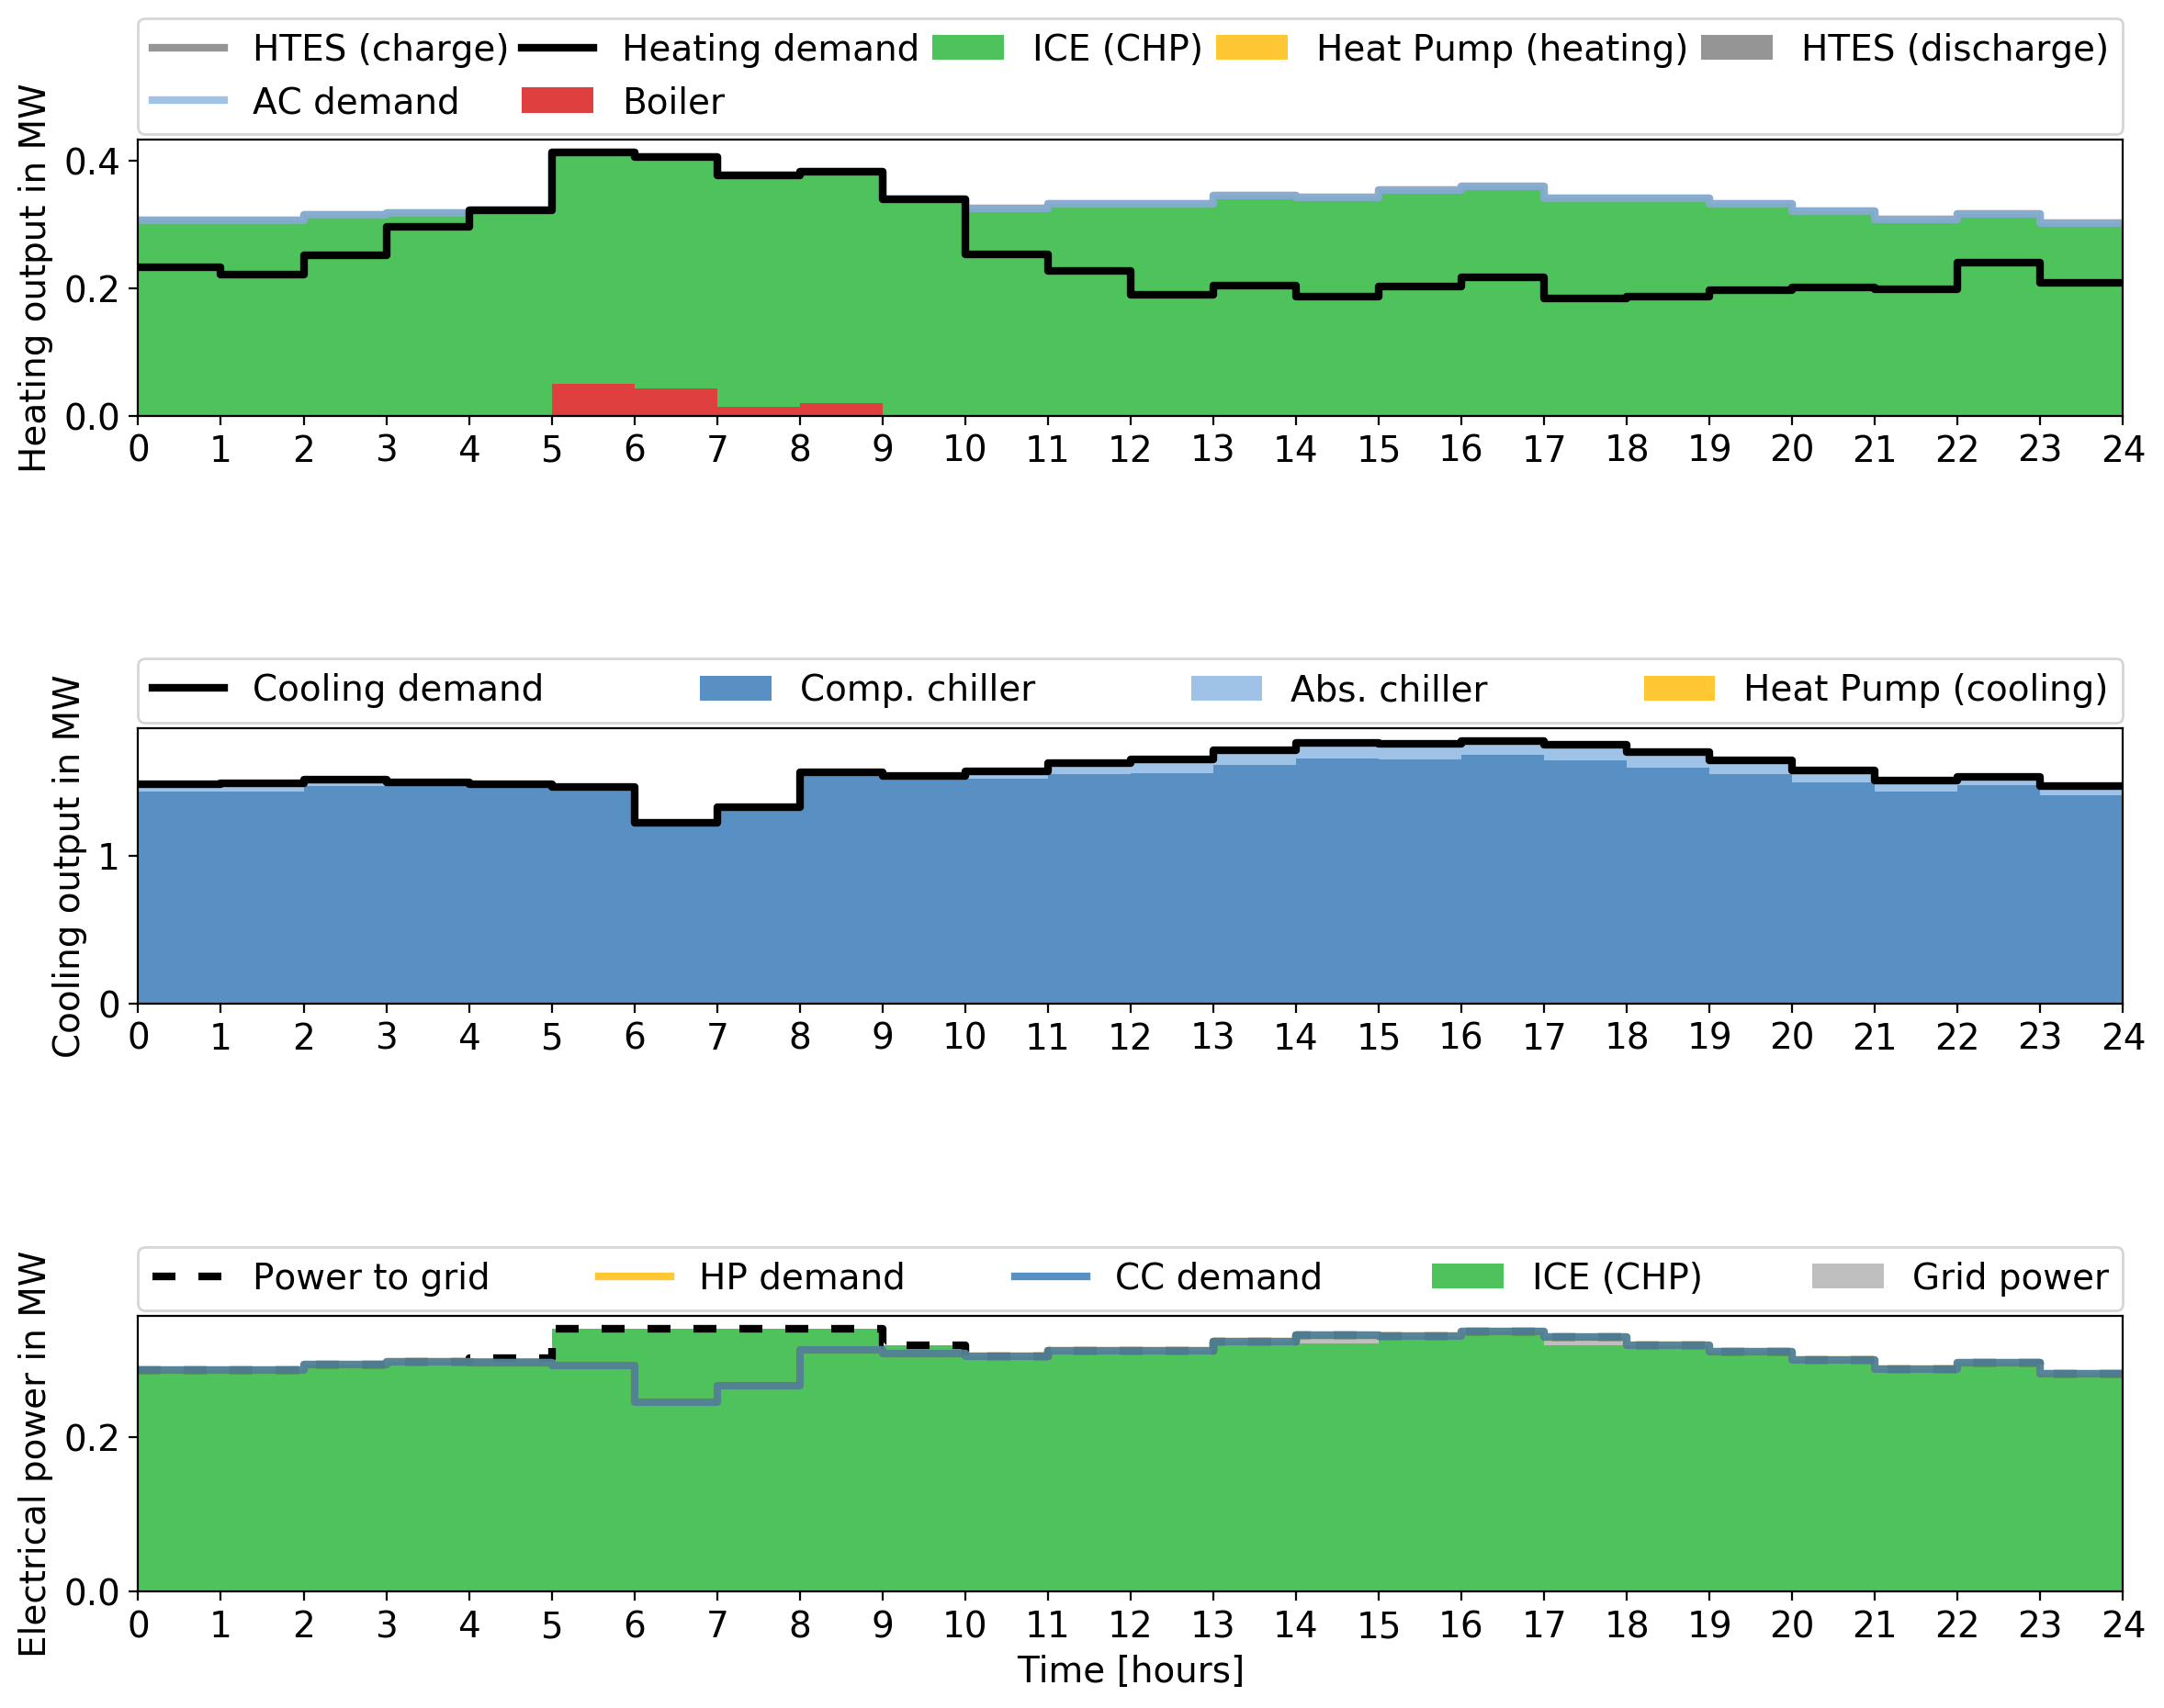 HTES (charge) Heating demand ICE (CHP) Heat Pump (heating) HTES (discharge)
AC demand Boiler
Heating output in MW
0.4
0.2
0.0
0 1 2 3 4 5 6 7 8 9 10 11 12 13 14 15 16 17 18 19 20 21 22 23 24
Cooling demand Comp. chiller Abs. chiller Heat Pump (cooling)
Cooling output in MW
1
0
0 1 2 3 4 5 6 7 8 9 10 11 12 13 14 15 16 17 18 19 20 21 22 23 24
Power to grid HP demand CC demand ICE (CHP) Grid power
Electrical power in MW
0.2
0.0
0 1 2 3 4 5 6 7 8 9 10 11 12 13 14 15 16 17 18 19 20 21 22 23 24
Time [hours]